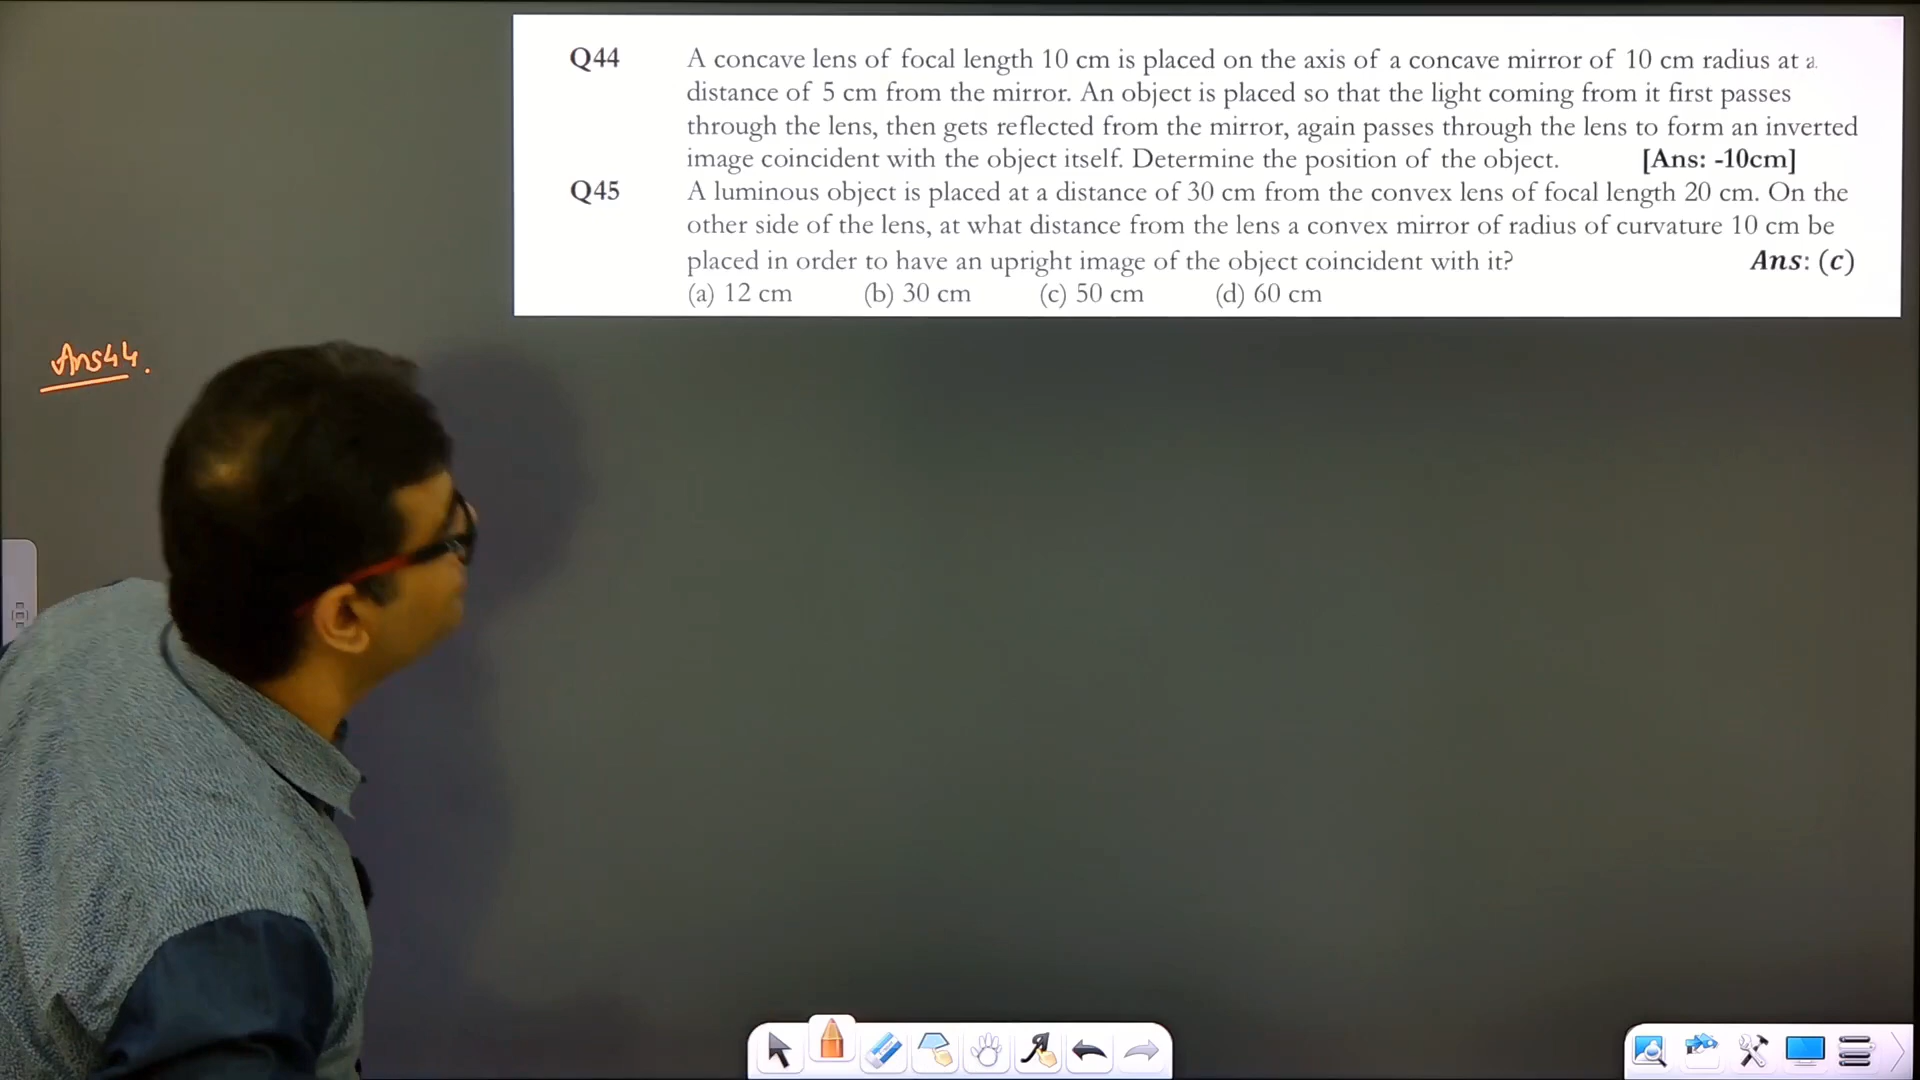 Q44 A concave lens of focal length 10 cm is placed on the axis of a concave mirror of 10 cm radius at a
distance of 5 cm from the mirror. An object is placed so that the light coming from it first passes
through the lens, then gets reflected from the mirror, again passes through the lens to form an inverted
image coincident with the object itself. Determine the position of the object. [Ans: -10cm]
Q45 A luminous object is placed at a distance of 30 cm from the convex lens of focal length 20 cm. On the
other side of the lens, at what distance from the lens a convex mirror of radius of curvature 10 cm be
placed in order to have an upright image of the object coincident with it? Ans: (c)
(a) 12 cm (b) 30 cm (c) 50 cm (d) 60 cm
Ans44.